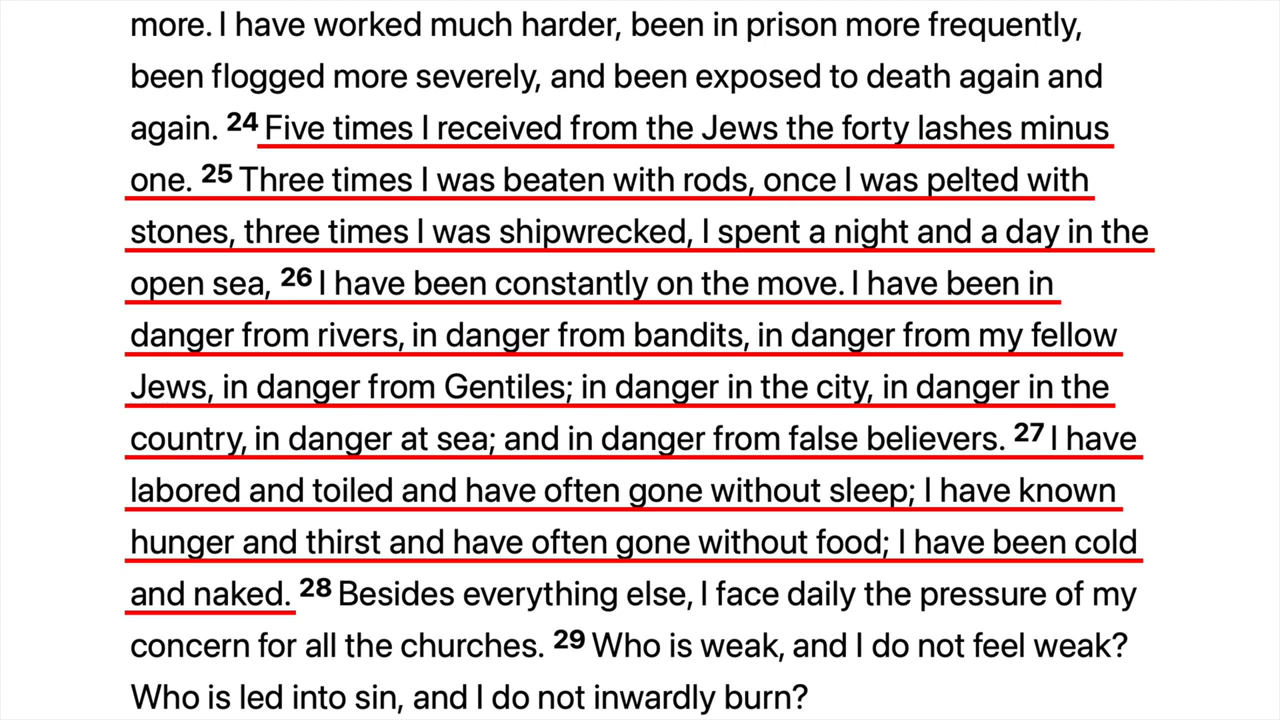 more. I have worked much harder, been in prison more frequently,
been flogged more severely, and been exposed to death again and
again. 24 Five times I received from the Jews the forty lashes minus
one. 25 Three times I was beaten with rods, once I was pelted with
stones, three times I was shipwrecked, I spent a night and a day in the
open sea, 26 I have been constantly on the move. I have been in
danger from rivers, in danger from bandits, in danger from my fellow
Jews, in danger from Gentiles; in danger in the city, in danger in the
country, in danger at sea; and in danger from false believers. 27 I have
labored and toiled and have often gone without sleep; I have known
hunger and thirst and have often gone without food; I have been cold
and naked. 28 Besides everything else, I face daily the pressure of my
concern for all the churches. 29 Who is weak, and I do not feel weak?
Who is led into sin, and I do not inwardly burn?